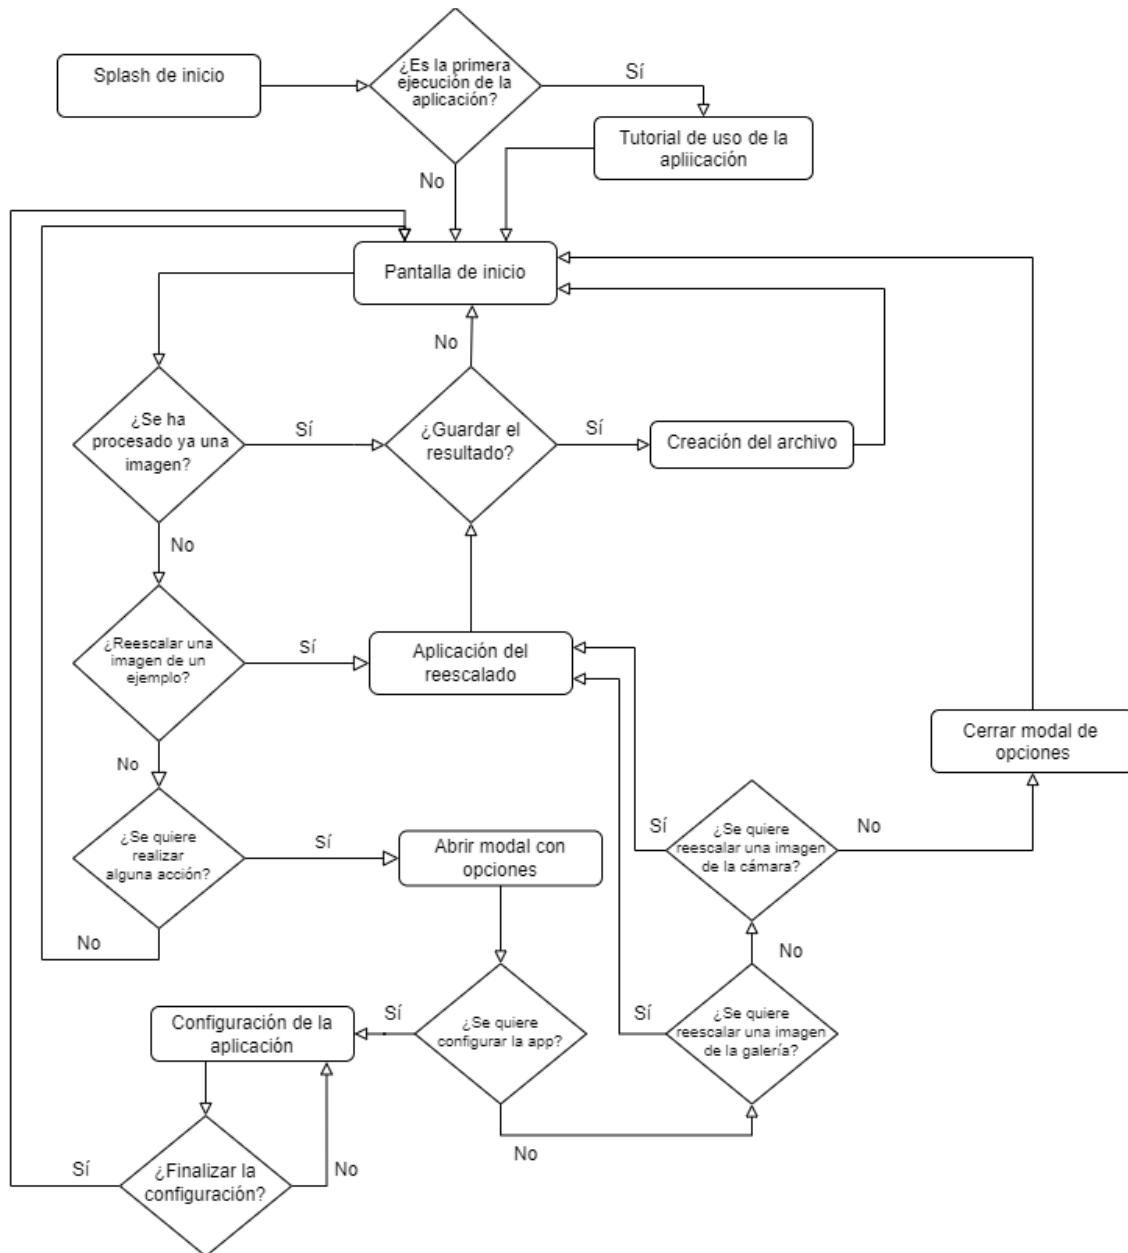 Splash de inicio
¿Es la primera
ejecución de la
aplicación?
Sí
Tutorial de uso de la
apliicación
No
Pantalla de inicio
No
¿Se ha
procesado ya una
imagen?
Sí
¿Guardar el
resultado?
Sí
Creación del archivo
No
¿Reescalar una
imagen de un
ejemplo?
Sí
Aplicación del
reescalado
Cerrar modal de
opciones
No
¿Se quiere
realizar
alguna acción?
Sí
Abrir modal con
opciones
Sí
¿Se quiere
reescalar una imagen
de la cámara?
No
No
No
Configuración de la
aplicación
Sí
¿Se quiere
configurar la app?
Sí
¿Se quiere
reescalar una imagen
de la galería?
No
Sí
¿Finalizar la
configuración?
No